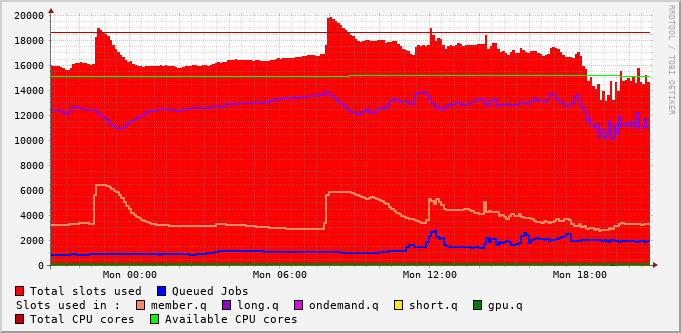 20000
18000
16000
14000
12000
10000
8000
6000
4000
2000
0
Mon 00:00 Mon 06:00 Mon 12:00 Mon 18:00
RRDTOOL / TOBI OETIKER
Total slots used Queued Jobs
Slots used in : member.q long.q ondemand.q short.q gpu.q
Total CPU cores Available CPU cores